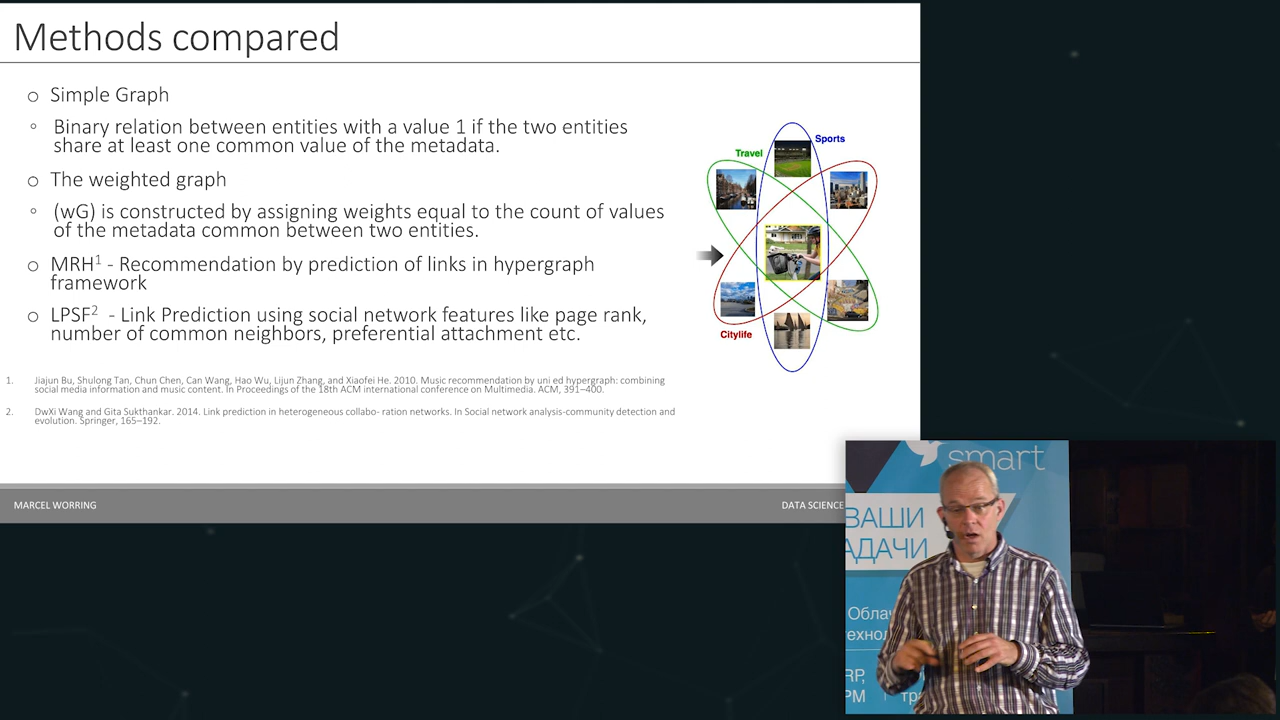 Methods compared
o Simple Graph
◦ Binary relation between entities with a value 1 if the two entities
share at least one common value of the metadata.
o The weighted graph
◦ (wG) is constructed by assigning weights equal to the count of values
of the metadata common between two entities.
o MRH1 - Recommendation by prediction of links in hypergraph
framework
o LPSF2 - Link Prediction using social network features like page rank,
number of common neighbors, preferential attachment etc.
1. Jiajun Bu, Shulong Tan, Chun Chen, Can Wang, Hao Wu, Lijun Zhang, and Xiaofei He. 2010. Music recommendation by uni ed hypergraph: combining
social media information and music content. In Proceedings of the 18th ACM international conference on Multimedia. ACM, 391–400.
2. DwXi Wang and Gita Sukthankar. 2014. Link prediction in heterogeneous collabo- ration networks. In Social network analysis-community detection and
evolution. Springer, 165–192.
Sports
Travel
Citylife
MARCEL WORRING
DATA SCIENCE
smart
ВАШИ
АДАЧИ